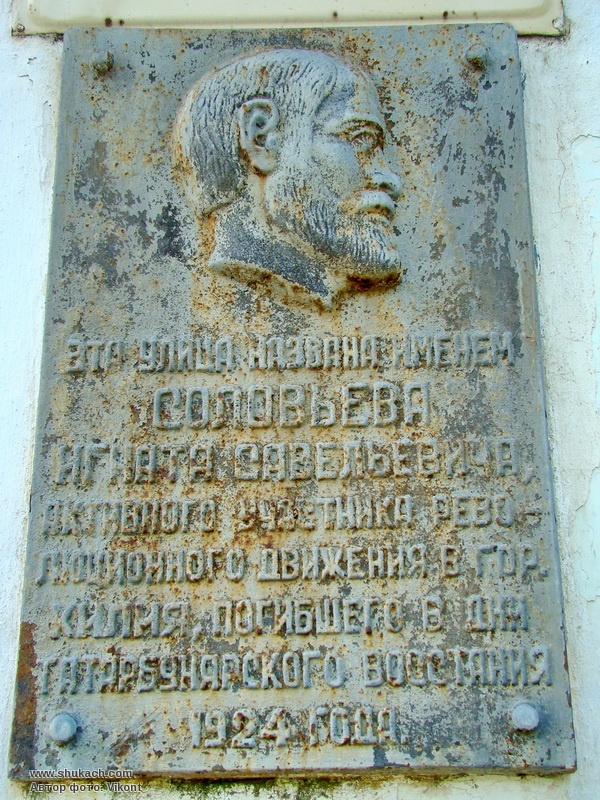 ЭТА УЛИЦА НАЗВАНА ИМЕНЕМ
СОЛОВЬЕВА
ИГНАТА САВЕЛЬЕВИЧА,
АКТИВНОГО УЧАСТНИКА РЕВО-
ЛЮЦИОННОГО ДВИЖЕНИЯ В ГОР.
КИЛИЯ, ПОГИБШЕГО В ДНИ
ТАТАРБУНАРСКОГО ВОССТАНИЯ
1924 ГОДА
www.shukach.com
Автор фото: Vikont